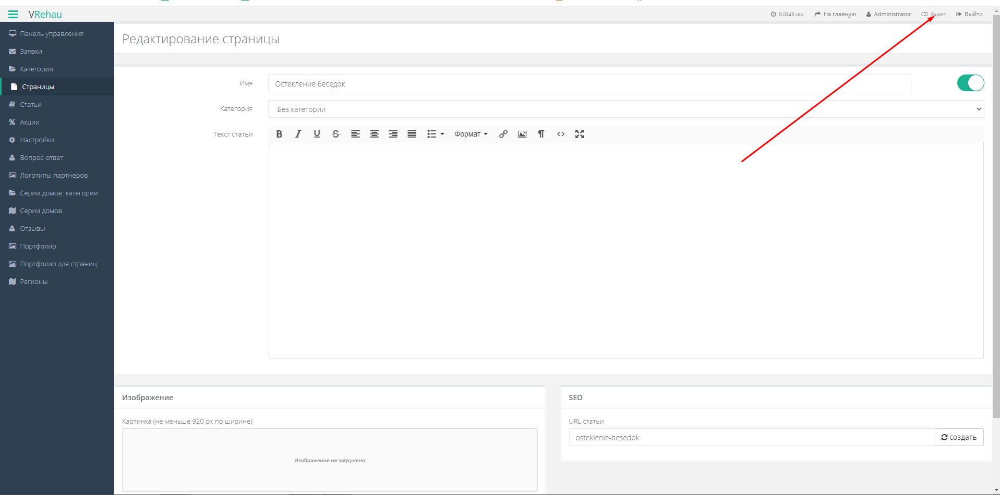 VRehau
0.0343 сек. На главную Administrator Expert Выйти
Панель управления
Заявки
Категории
Страницы
Статьи
Акции
Настройки
Вопрос-ответ
Логотипы партнеров
Серии домов: категории
Серии домов
Отзывы
Портфолио
Портфолио для страниц
Регионы
Редактирование страницы
Имя Остекление беседок
Категория Без категории
Текст статьи B I U S Формат
Изображение
Картинка (не меньше 920 px по ширине)
Изображение не загружено
SEO
URL статьи
osteklenie-besedok создать